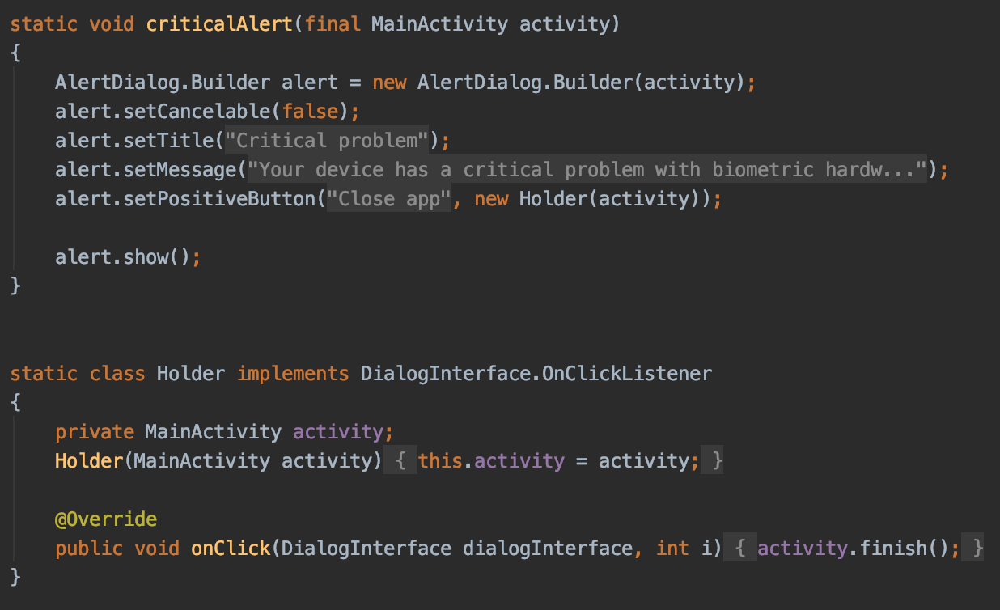 static void criticalAlert(final MainActivity activity)
{
    AlertDialog.Builder alert = new AlertDialog.Builder(activity);
    alert.setCancelable(false);
    alert.setTitle("Critical problem");
    alert.setMessage("Your device has a critical problem with biometric hardw...");
    alert.setPositiveButton("Close app", new Holder(activity));
    alert.show();
}
static class Holder implements DialogInterface.OnClickListener
{
    private MainActivity activity;
    Holder(MainActivity activity) { this.activity = activity; }
    @Override
    public void onClick(DialogInterface dialogInterface, int i) { activity.finish(); }
}